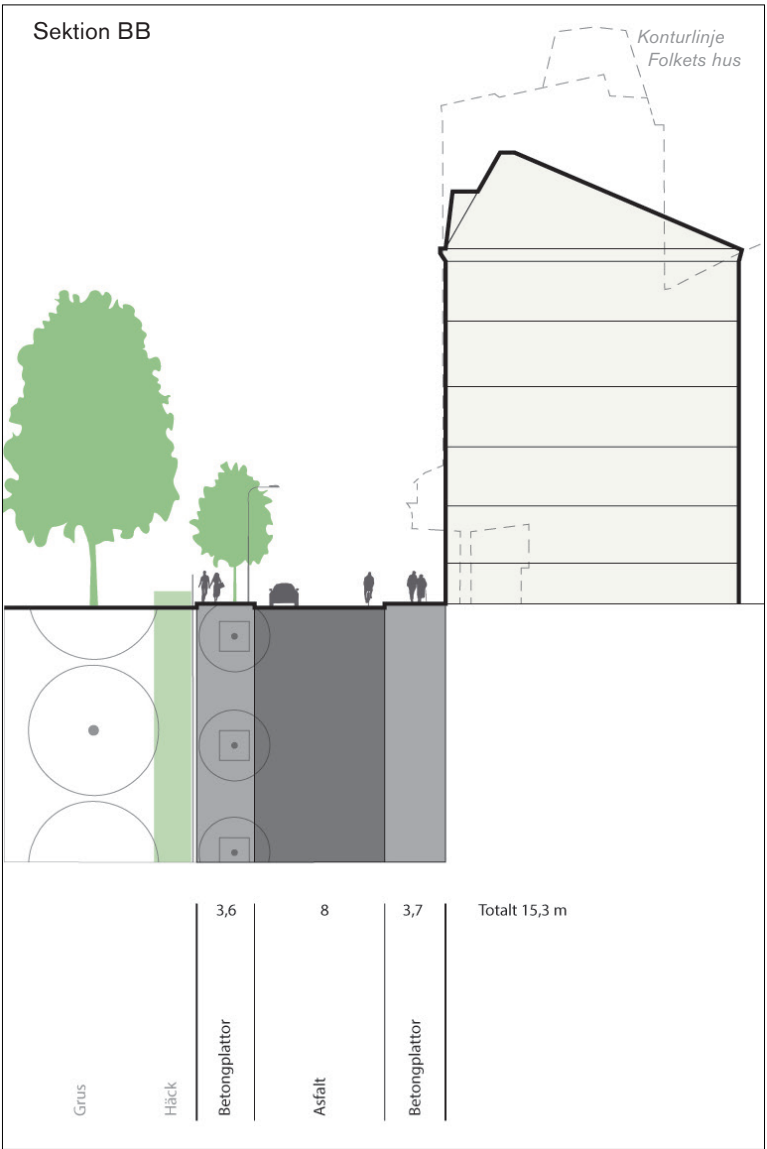 Sektion BB
Konturlinje
Folkets hus
3,6
8
3,7
Totalt 15,3 m
Grus
Häck
Betongplattor
Asfalt
Betongplattor